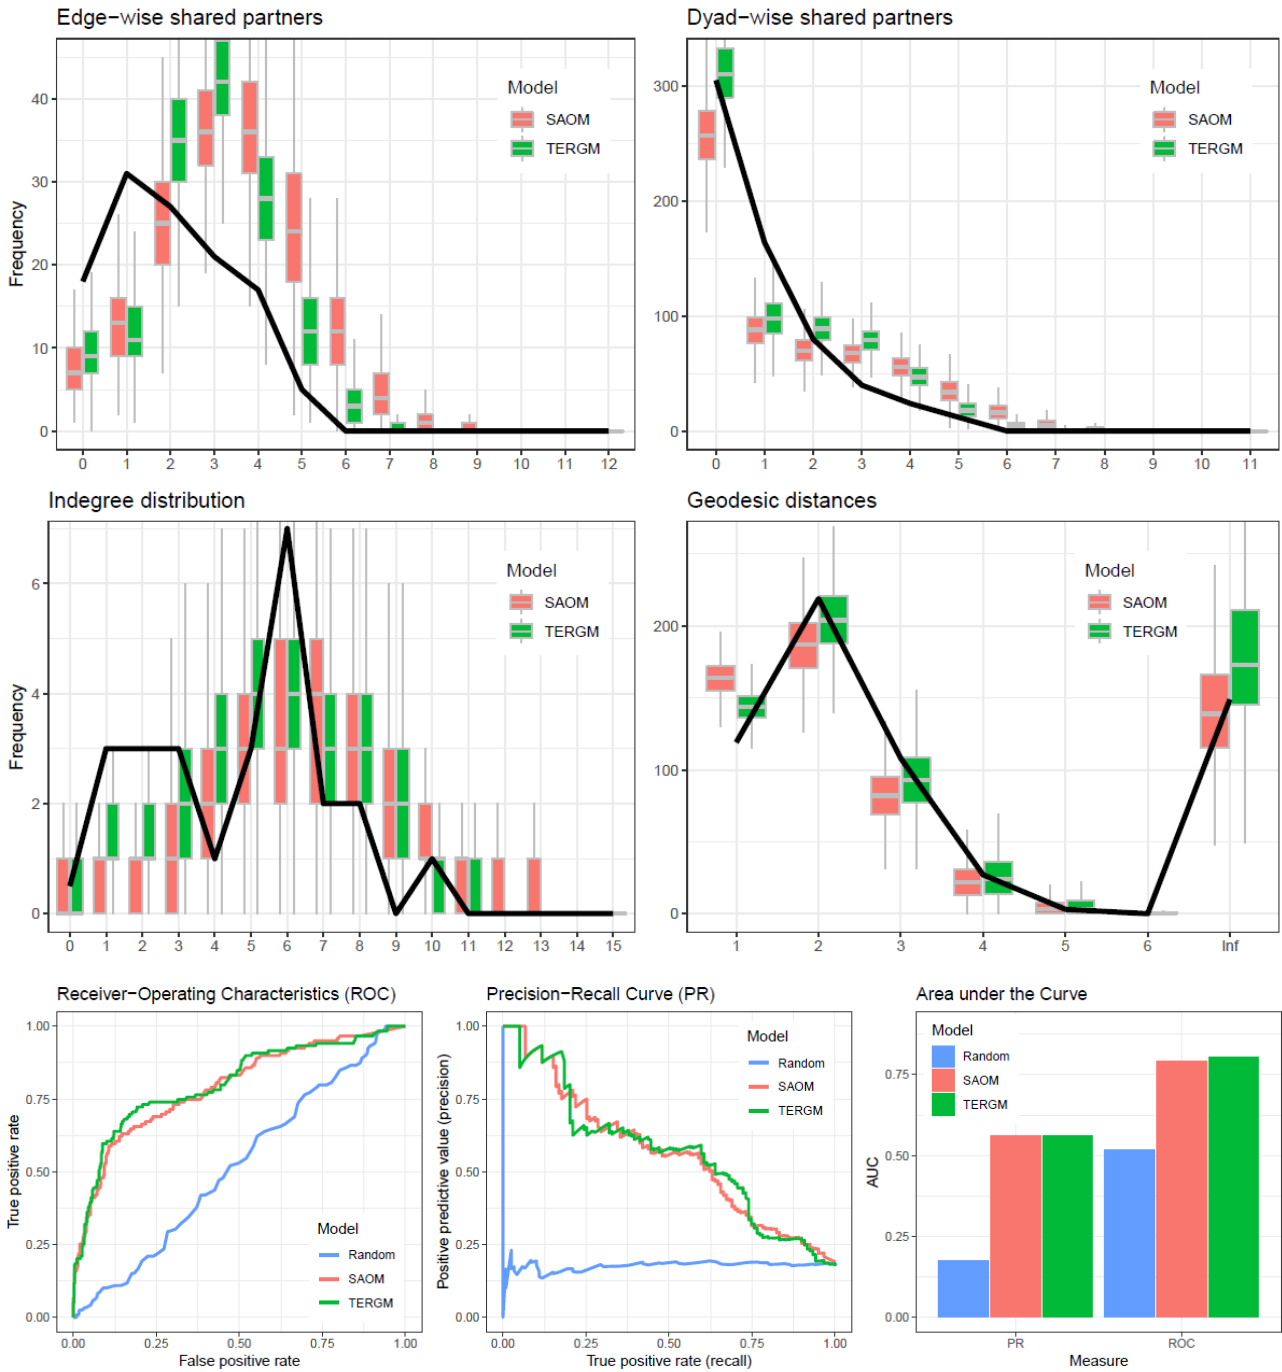 Edge-wise shared partners
Frequency
40
30
20
10
0
0 1 2 3 4 5 6 7 8 9 10 11 12
Model
SAOM
TERGM
Dyad-wise shared partners
300
200
100
0
0 1 2 3 4 5 6 7 8 9 10 11
Model
SAOM
TERGM
Indegree distribution
Frequency
6
4
2
0
0 1 2 3 4 5 6 7 8 9 10 11 12 13 14 15
Model
SAOM
TERGM
Geodesic distances
200
100
0
1 2 3 4 5 6 Inf
Model
SAOM
TERGM
Receiver-Operating Characteristics (ROC)
True positive rate
1.00
0.75
0.50
0.25
0.00
0.00 0.25 0.50 0.75 1.00
False positive rate
Model
Random
SAOM
TERGM
Precision-Recall Curve (PR)
Positive predictive value (precision)
1.00
0.75
0.50
0.25
0.00
0.00 0.25 0.50 0.75 1.00
True positive rate (recall)
Model
Random
SAOM
TERGM
Area under the Curve
AUC
0.75
0.50
0.25
0.00
PR ROC
Measure
Model
Random
SAOM
TERGM